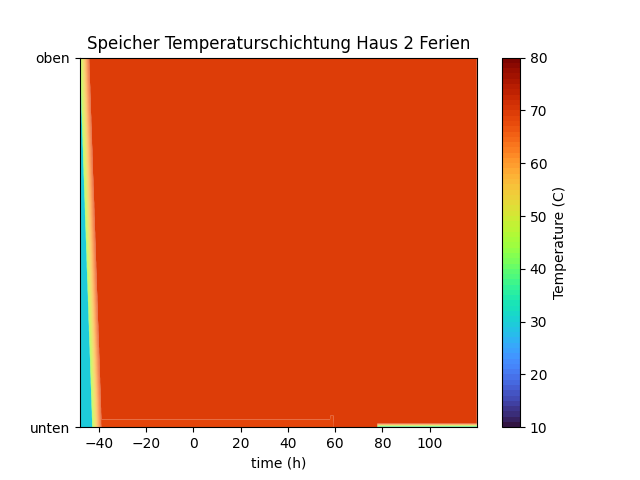 Speicher Temperaturschichtung Haus 2 Ferien
oben
unten
−40 −20 0 20 40 60 80 100
time (h)
80
70
60
50
40
30
20
10
Temperature (C)